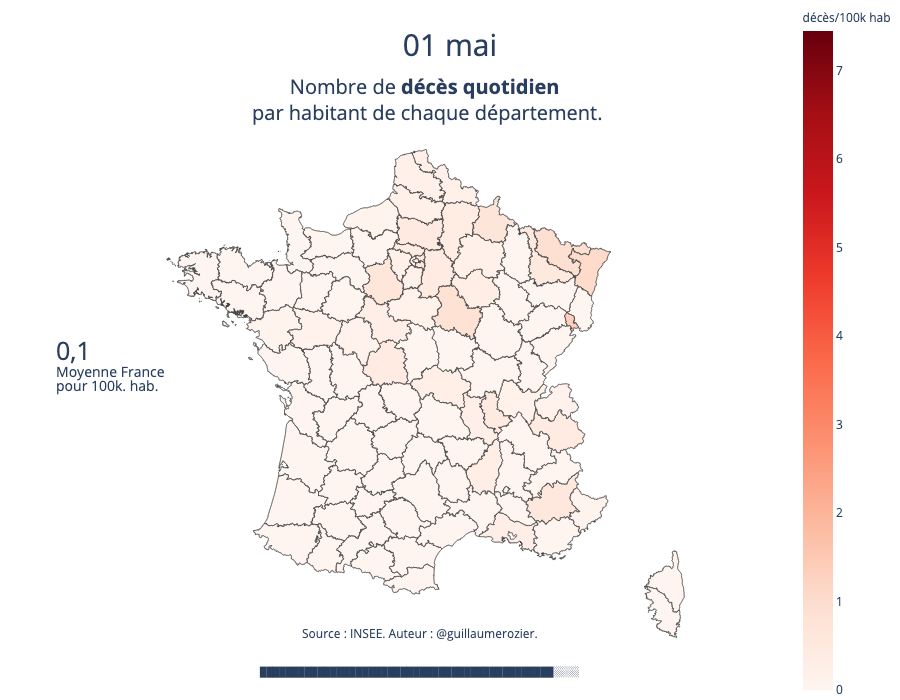 décès/100k hab
01 mai
Nombre de décès quotidien
par habitant de chaque département.
7
6
5
4
3
2
1
0
0,1
Moyenne France
pour 100k. hab.
Source : INSEE. Auteur : @guillaumerozier.